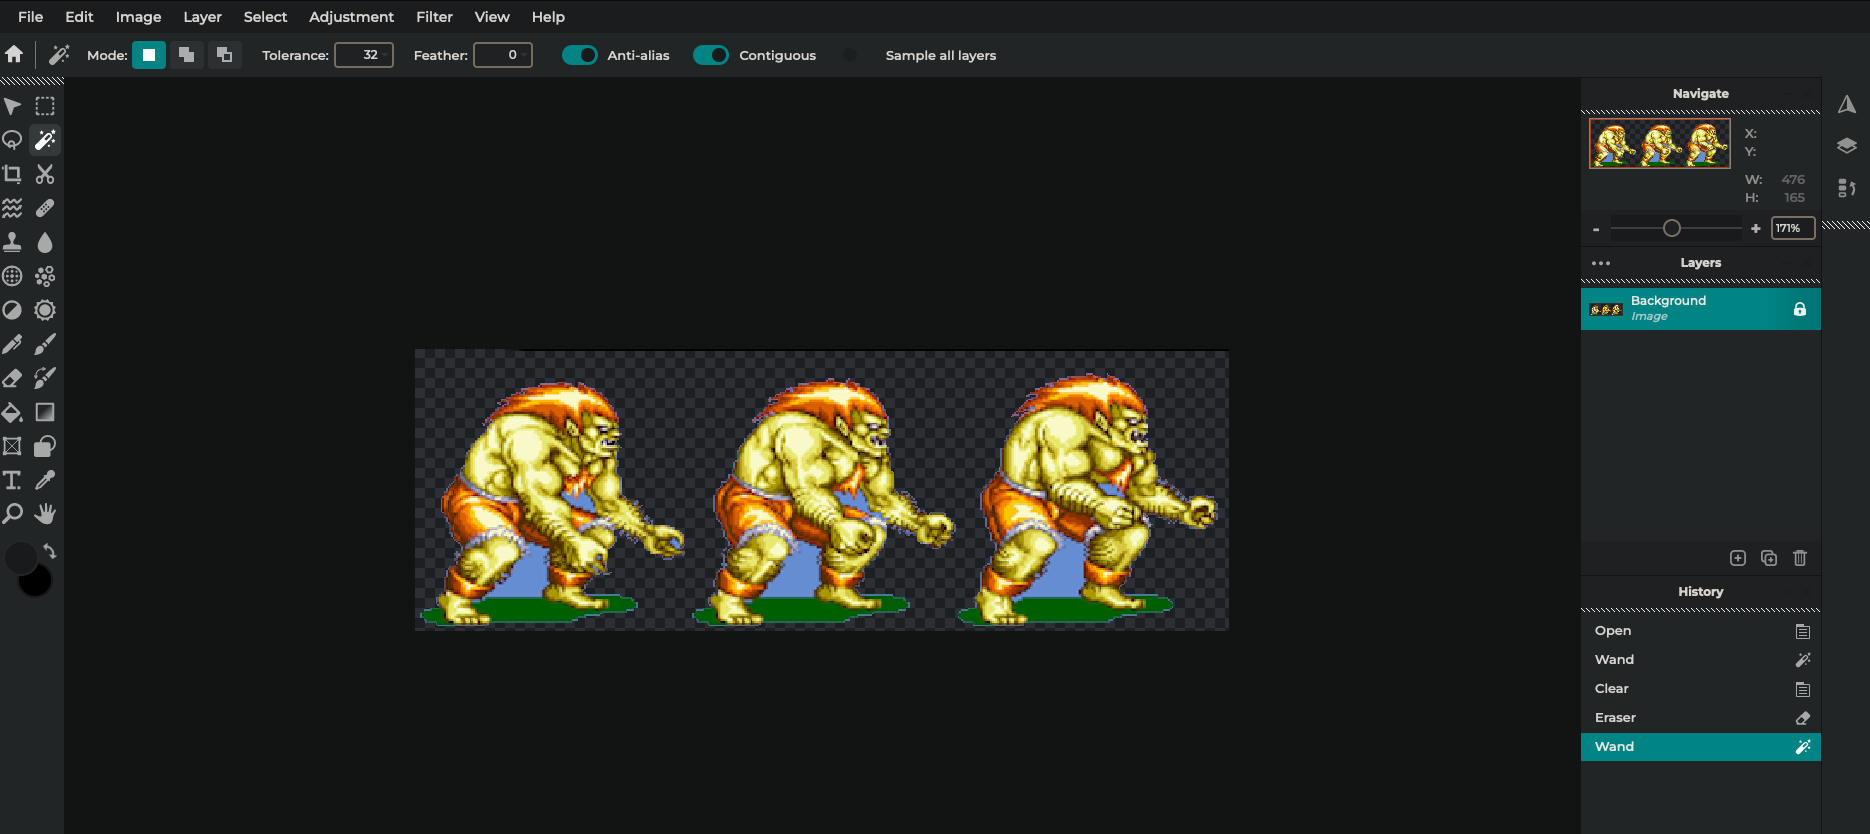 File Edit Image Layer Select Adjustment Filter View Help
Mode: Tolerance: 32 Feather: 0 Anti-alias Contiguous Sample all layers
Navigate
X:
Y:
W: 476
H: 165
- + 171%
Layers
Background
Image
History
Open
Wand
Clear
Eraser
Wand